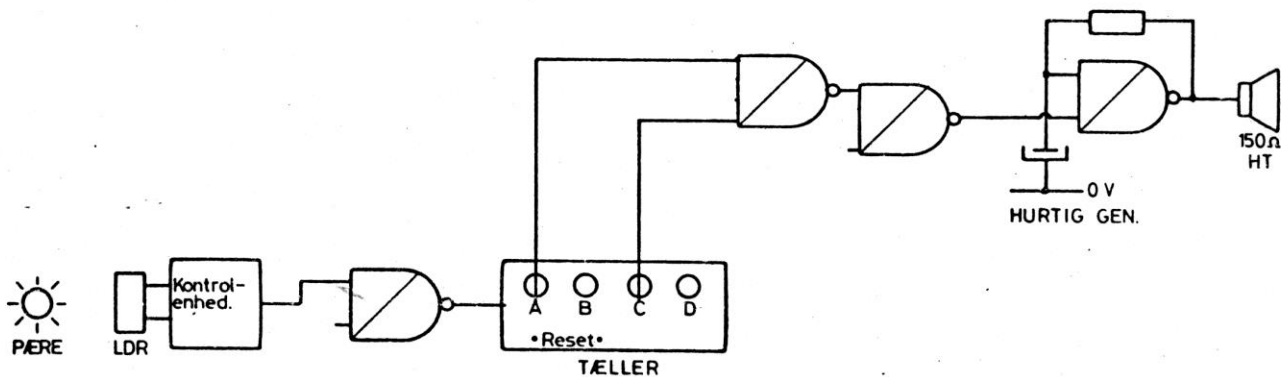 150Ω
HT
0 V
HURTIG GEN.
Kontrol-
enhed.
A B C D
•Reset•
PÆRE
LDR
TÆLLER